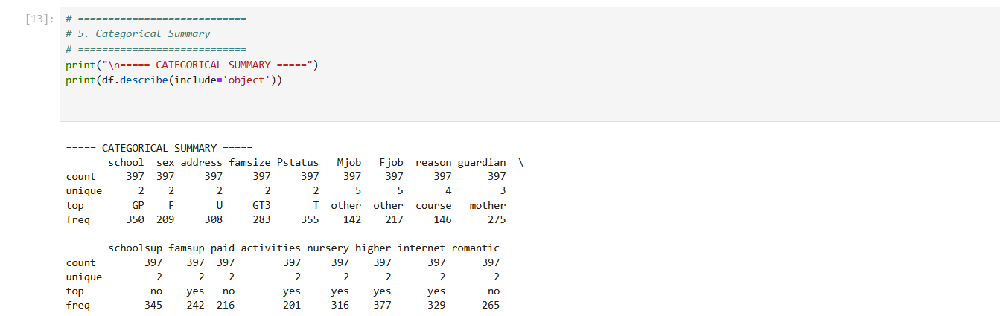 [13]: # ============================
# 5. Categorical Summary
# ============================
print("\n===== CATEGORICAL SUMMARY =====")
print(df.describe(include='object'))
===== CATEGORICAL SUMMARY =====
       school  sex address famsize Pstatus   Mjob   Fjob  reason guardian  \
count     397  397     397     397     397    397    397     397      397
unique      2    2       2       2       2      5      5       4        3
top        GP    F       U     GT3       T  other  other  course   mother
freq      350  209     308     283     355    142    217     146      275
       schoolsup famsup paid activities nursery higher internet romantic
count        397    397  397        397     397    397      397      397
unique         2      2    2          2       2      2        2        2
top           no    yes   no        yes     yes    yes      yes       no
freq         345    242  216        201     316    377      329      265